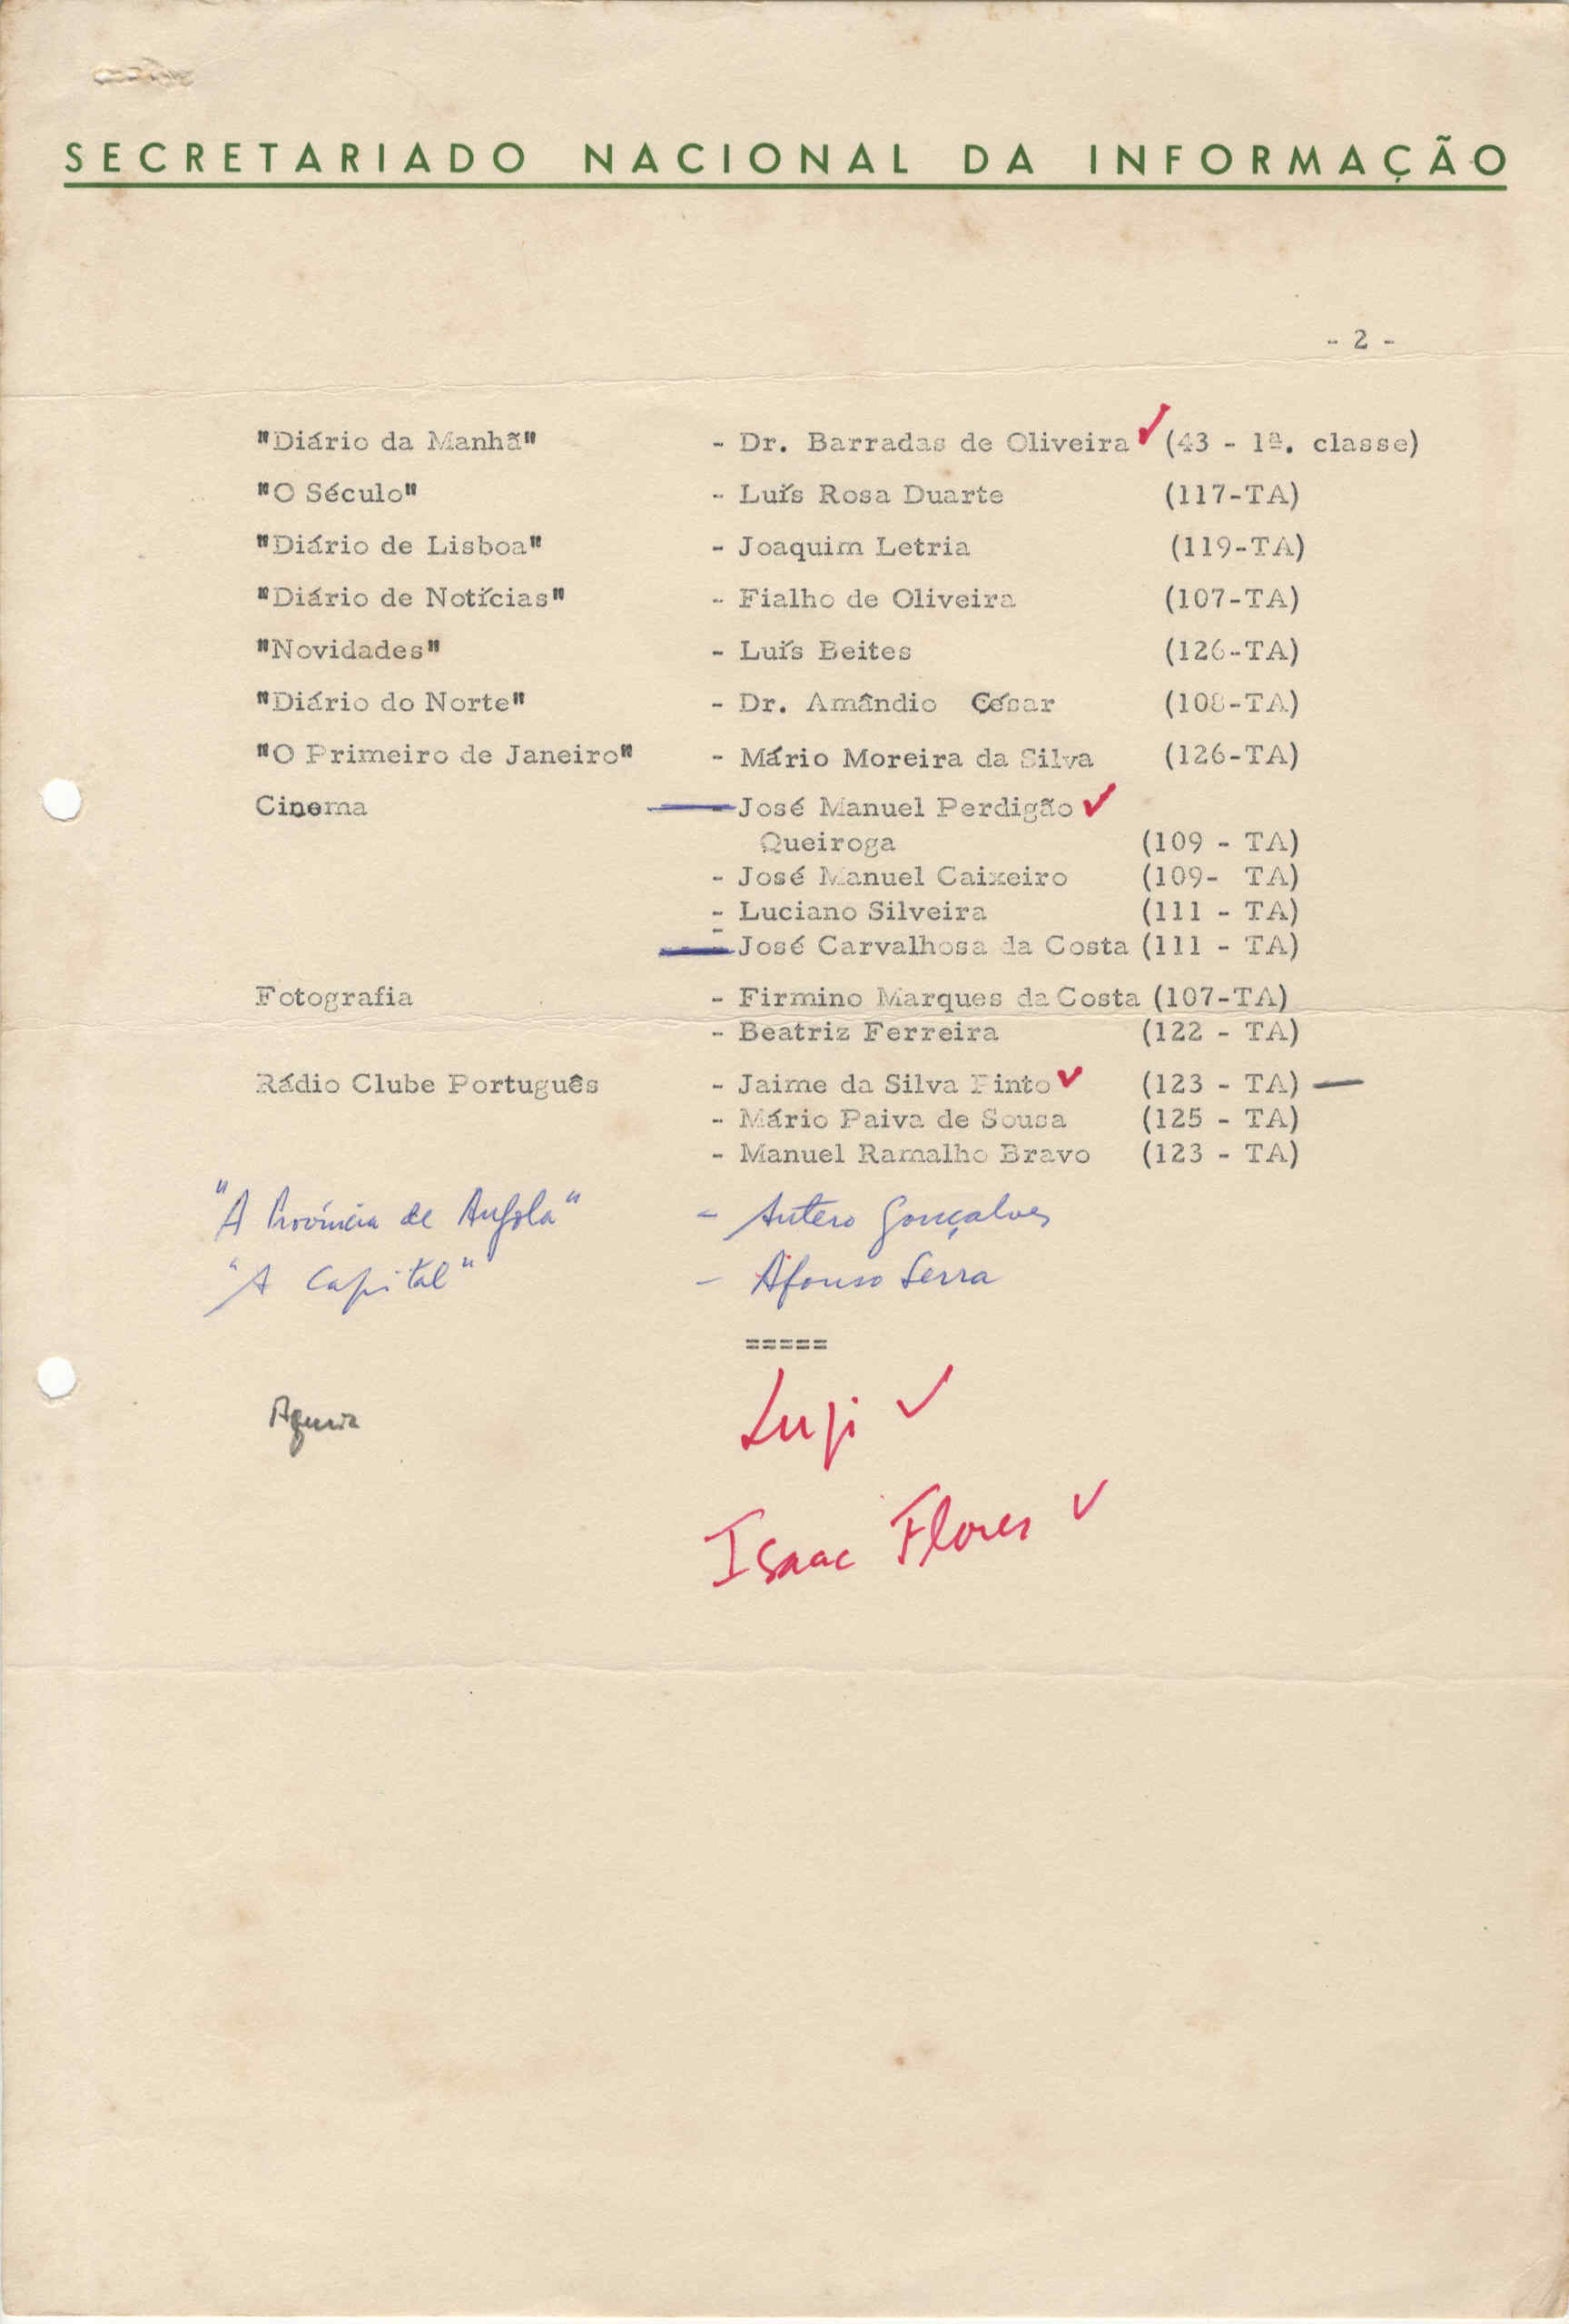 SECRETARIADO NACIONAL DA INFORMAÇÃO
- 2 -
"Diário da Manhã" - Dr. Barradas de Oliveira (43 - 1ª. classe)
"O Século" - Luís Rosa Duarte (117-TA)
"Diário de Lisboa" - Joaquim Letria (119-TA)
"Diário de Notícias" - Fialho de Oliveira (107-TA)
"Novidades" - Luís Beites (126-TA)
"Diário do Norte" - Dr. Amândio César (108-TA)
"O Primeiro de Janeiro" - Mário Moreira da Silva (126-TA)
Cinema - José Manuel Perdigão
Queiroga (109 - TA)
- José Manuel Caixeiro (109- TA)
- Luciano Silveira (111 - TA)
- José Carvalhosa da Costa (111 - TA)
Fotografia - Firmino Marques da Costa (107-TA)
- Beatriz Ferreira (122 - TA)
Rádio Clube Português - Jaime da Silva Pinto (123 - TA)
- Mário Paiva de Sousa (125 - TA)
- Manuel Ramalho Bravo (123 - TA)
"A Província de Angola" - Antero Gonçalves
"A Capital" - Afonso Serra
=====
Lupi
Isaac Flores